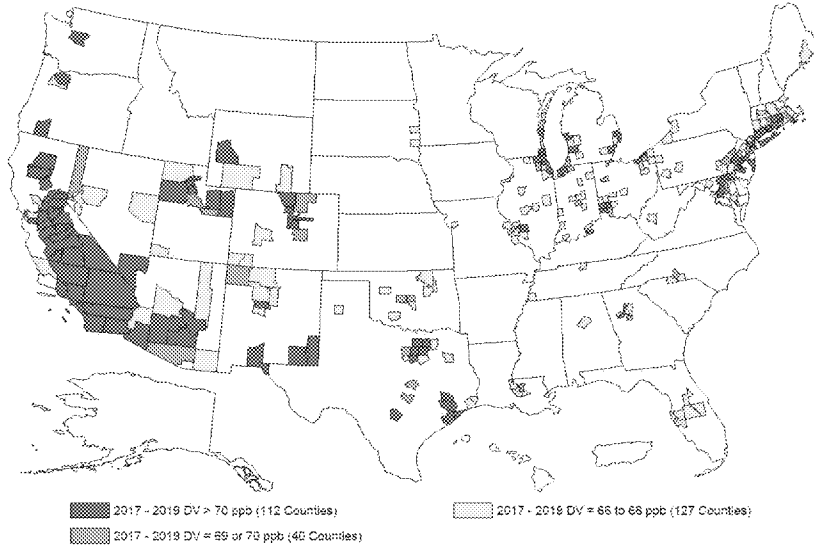 2017 - 2019 DV > 70 ppb (112 Counties)
2017 - 2019 DV = 69 or 70 ppb (40 Counties)
2017 - 2019 DV = 66 to 68 ppb (127 Counties)